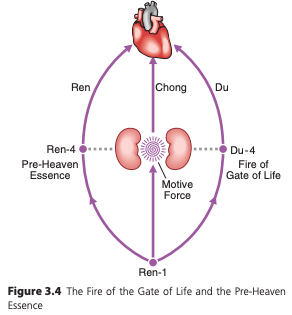 Ren
Chong
Du
Ren-4
Pre-Heaven
Essence
Du-4
Fire of
Gate of Life
Motive
Force
Ren-1
Figure 3.4 The Fire of the Gate of Life and the Pre-Heaven
Essence